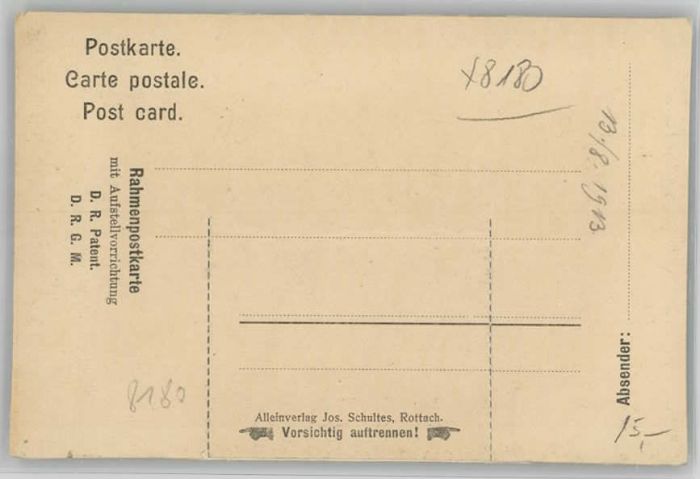 Postkarte.
Carte postale.
Post card.
x8180
13/8. 1913
Rahmenpostkarte
mit Aufstellvorrichtung
D. R. Patent.
D. R. G. M.
8180
Absender:
15,-
Alleinverlag Jos. Schultes, Rottach.
Vorsichtig auftrennen!